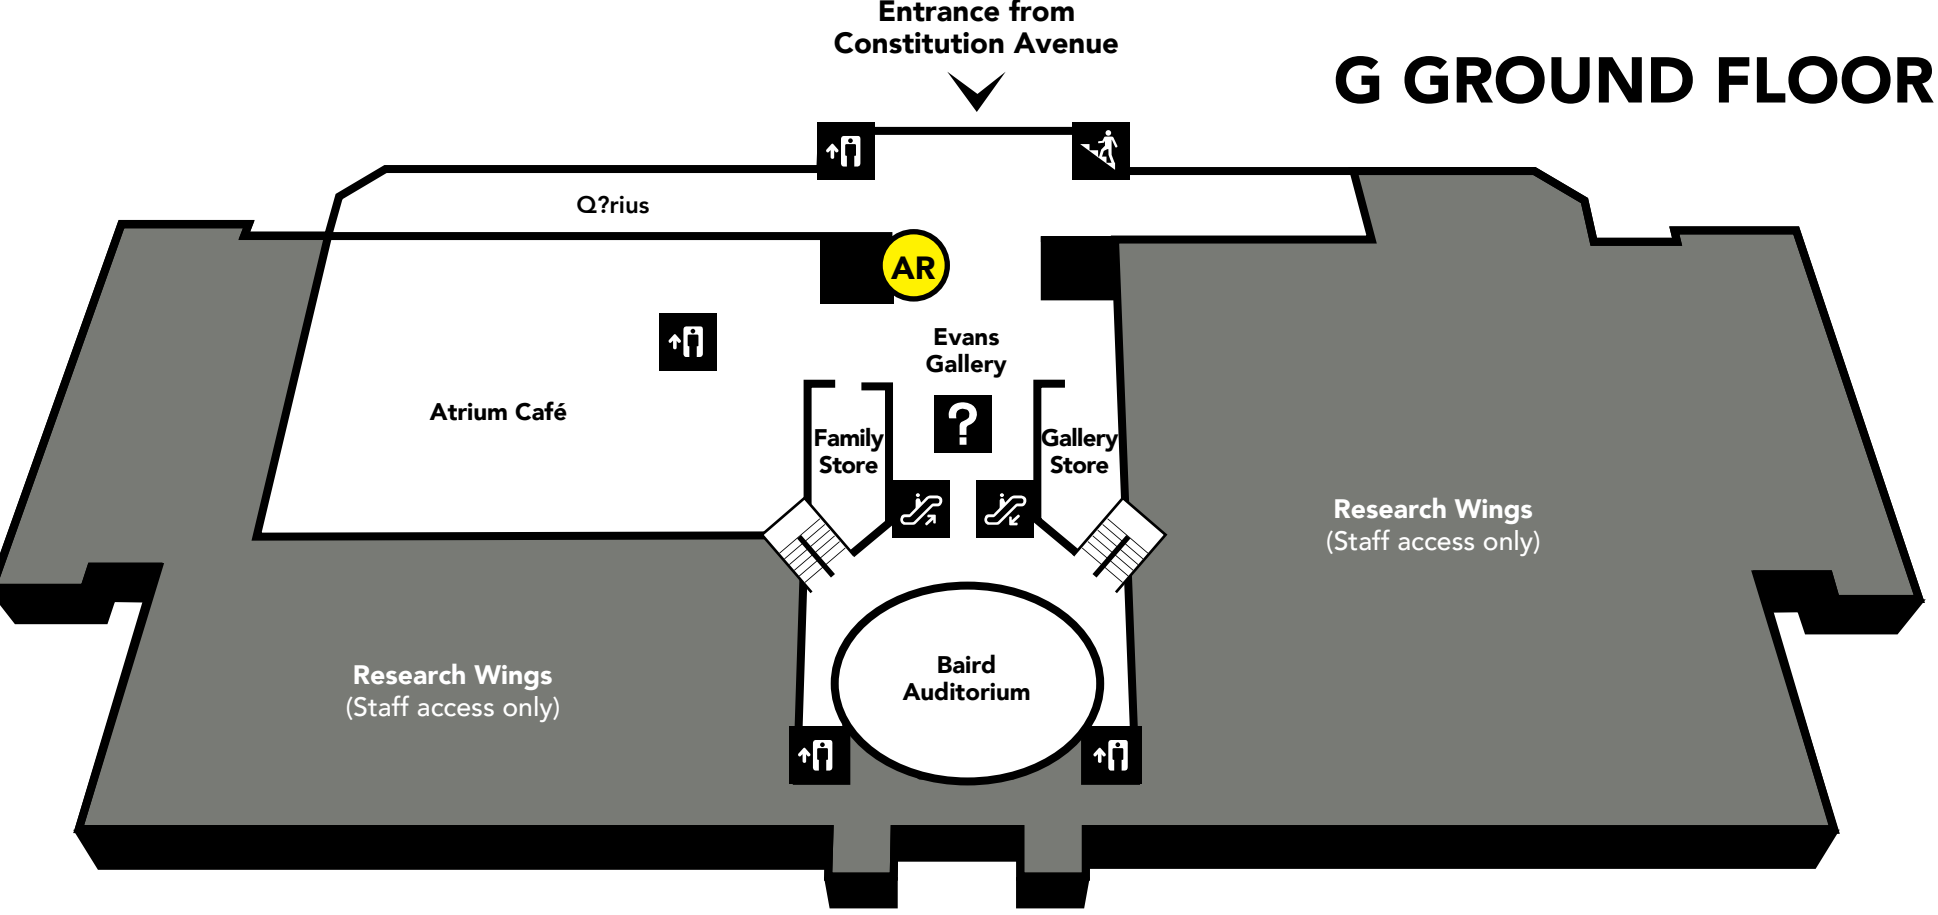 Entrance from
Constitution Avenue
G GROUND FLOOR
Q?rius
AR
Evans
Gallery
Atrium Café
?
Family
Store
Gallery
Store
Research Wings
(Staff access only)
Baird
Auditorium
Research Wings
(Staff access only)